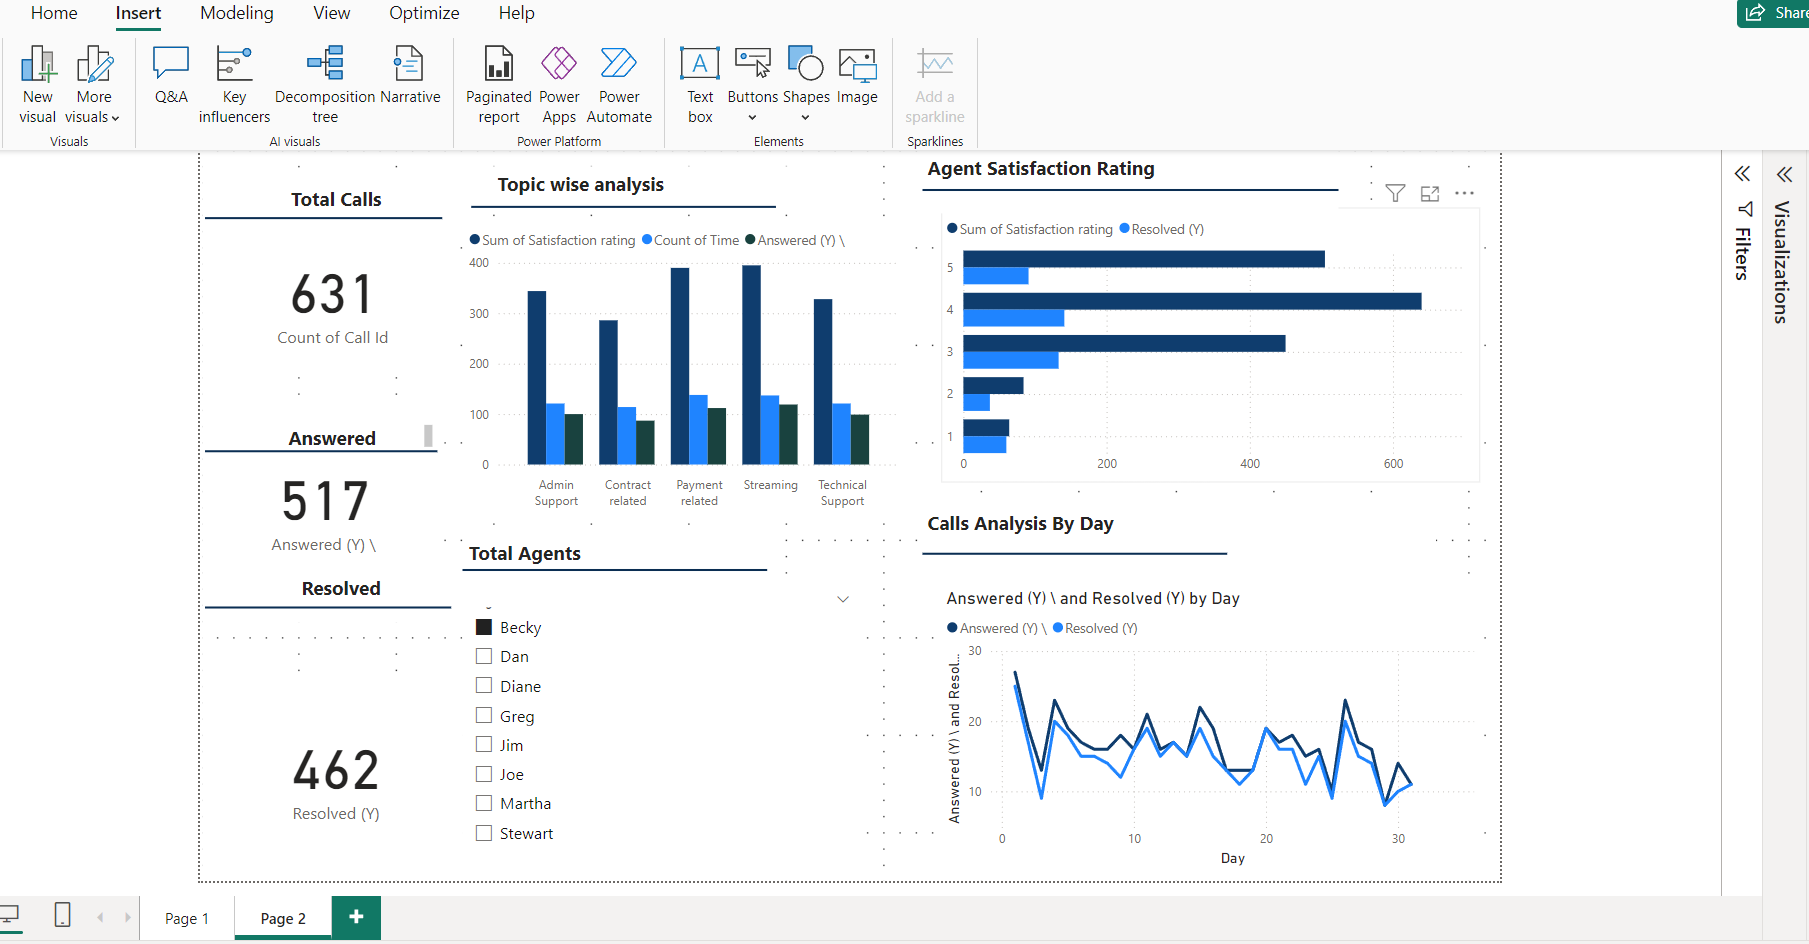 Home Insert Modeling View Optimize Help
Share
New visual
More visuals
Visuals
Q&A
Key influencers
Decomposition tree
Narrative
AI visuals
Paginated report
Power Apps
Power Automate
Power Platform
Text box
Buttons
Shapes
Image
Elements
Add a sparkline
Sparklines
Total Calls
631
Count of Call Id
Answered
517
Answered (Y) \
Resolved
462
Resolved (Y)
Topic wise analysis
Sum of Satisfaction rating Count of Time Answered (Y) \
400
300
200
100
0
Admin Support
Contract related
Payment related
Streaming
Technical Support
Total Agents
Becky
Dan
Diane
Greg
Jim
Joe
Martha
Stewart
Agent Satisfaction Rating
Sum of Satisfaction rating Resolved (Y)
5
4
3
2
1
0 200 400 600
Calls Analysis By Day
Answered (Y) \ and Resolved (Y) by Day
Answered (Y) \ Resolved (Y)
Answered (Y) \ and Resol...
30
20
10
0 10 20 30
Day
Filters
Visualizations
Page 1 Page 2